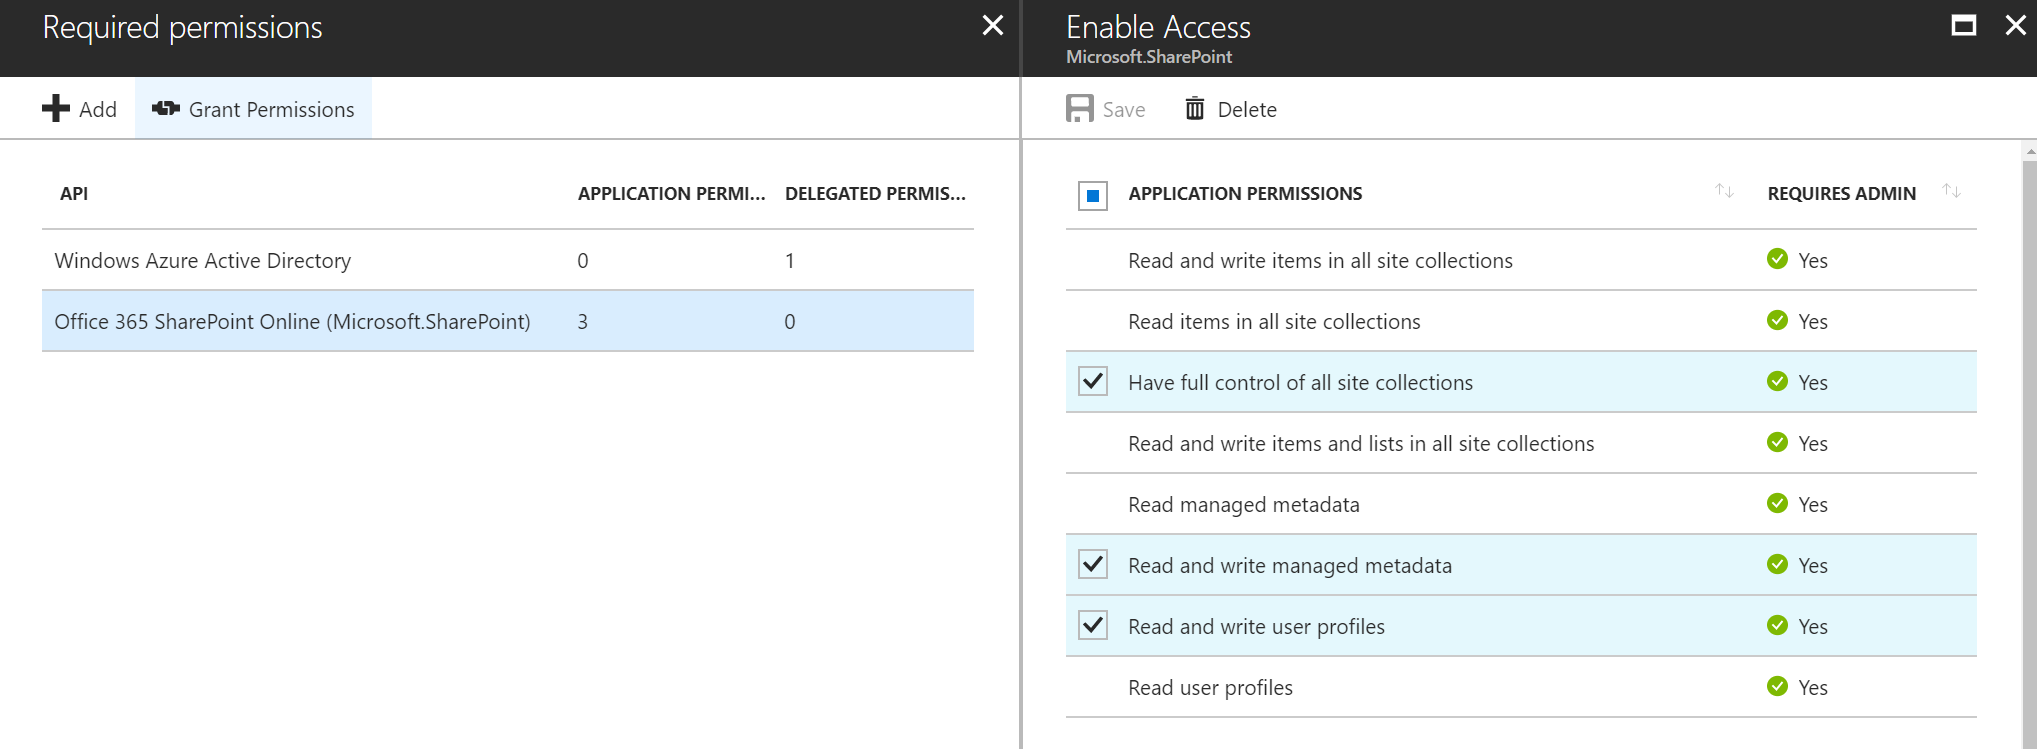 Required permissions
Add Grant Permissions
API APPLICATION PERMI... DELEGATED PERMIS...
Windows Azure Active Directory 0 1
Office 365 SharePoint Online (Microsoft.SharePoint) 3 0
Enable Access
Microsoft.SharePoint
Save Delete
APPLICATION PERMISSIONS REQUIRES ADMIN
Read and write items in all site collections Yes
Read items in all site collections Yes
Have full control of all site collections Yes
Read and write items and lists in all site collections Yes
Read managed metadata Yes
Read and write managed metadata Yes
Read and write user profiles Yes
Read user profiles Yes